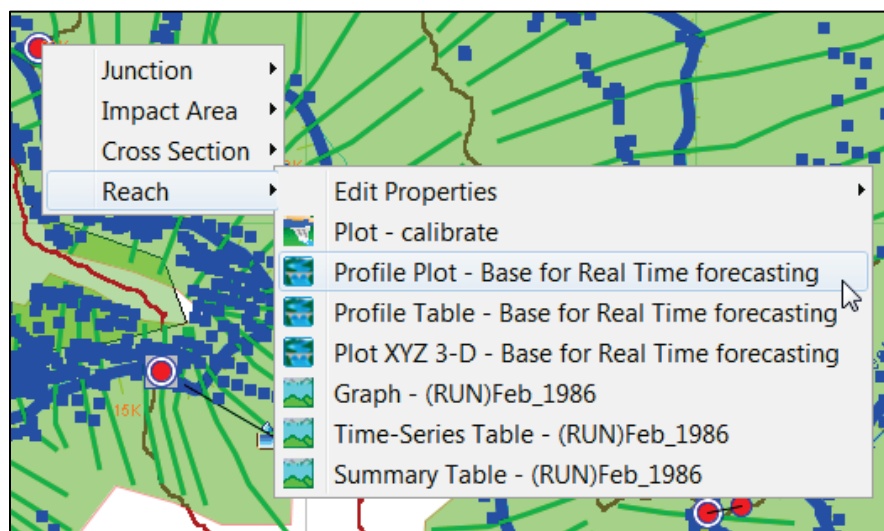 Junction
Impact Area
Cross Section
Reach
Edit Properties
Plot - calibrate
Profile Plot - Base for Real Time forecasting
Profile Table - Base for Real Time forecasting
Plot XYZ 3-D - Base for Real Time forecasting
Graph - (RUN)Feb_1986
Time-Series Table - (RUN)Feb_1986
Summary Table - (RUN)Feb_1986
15K